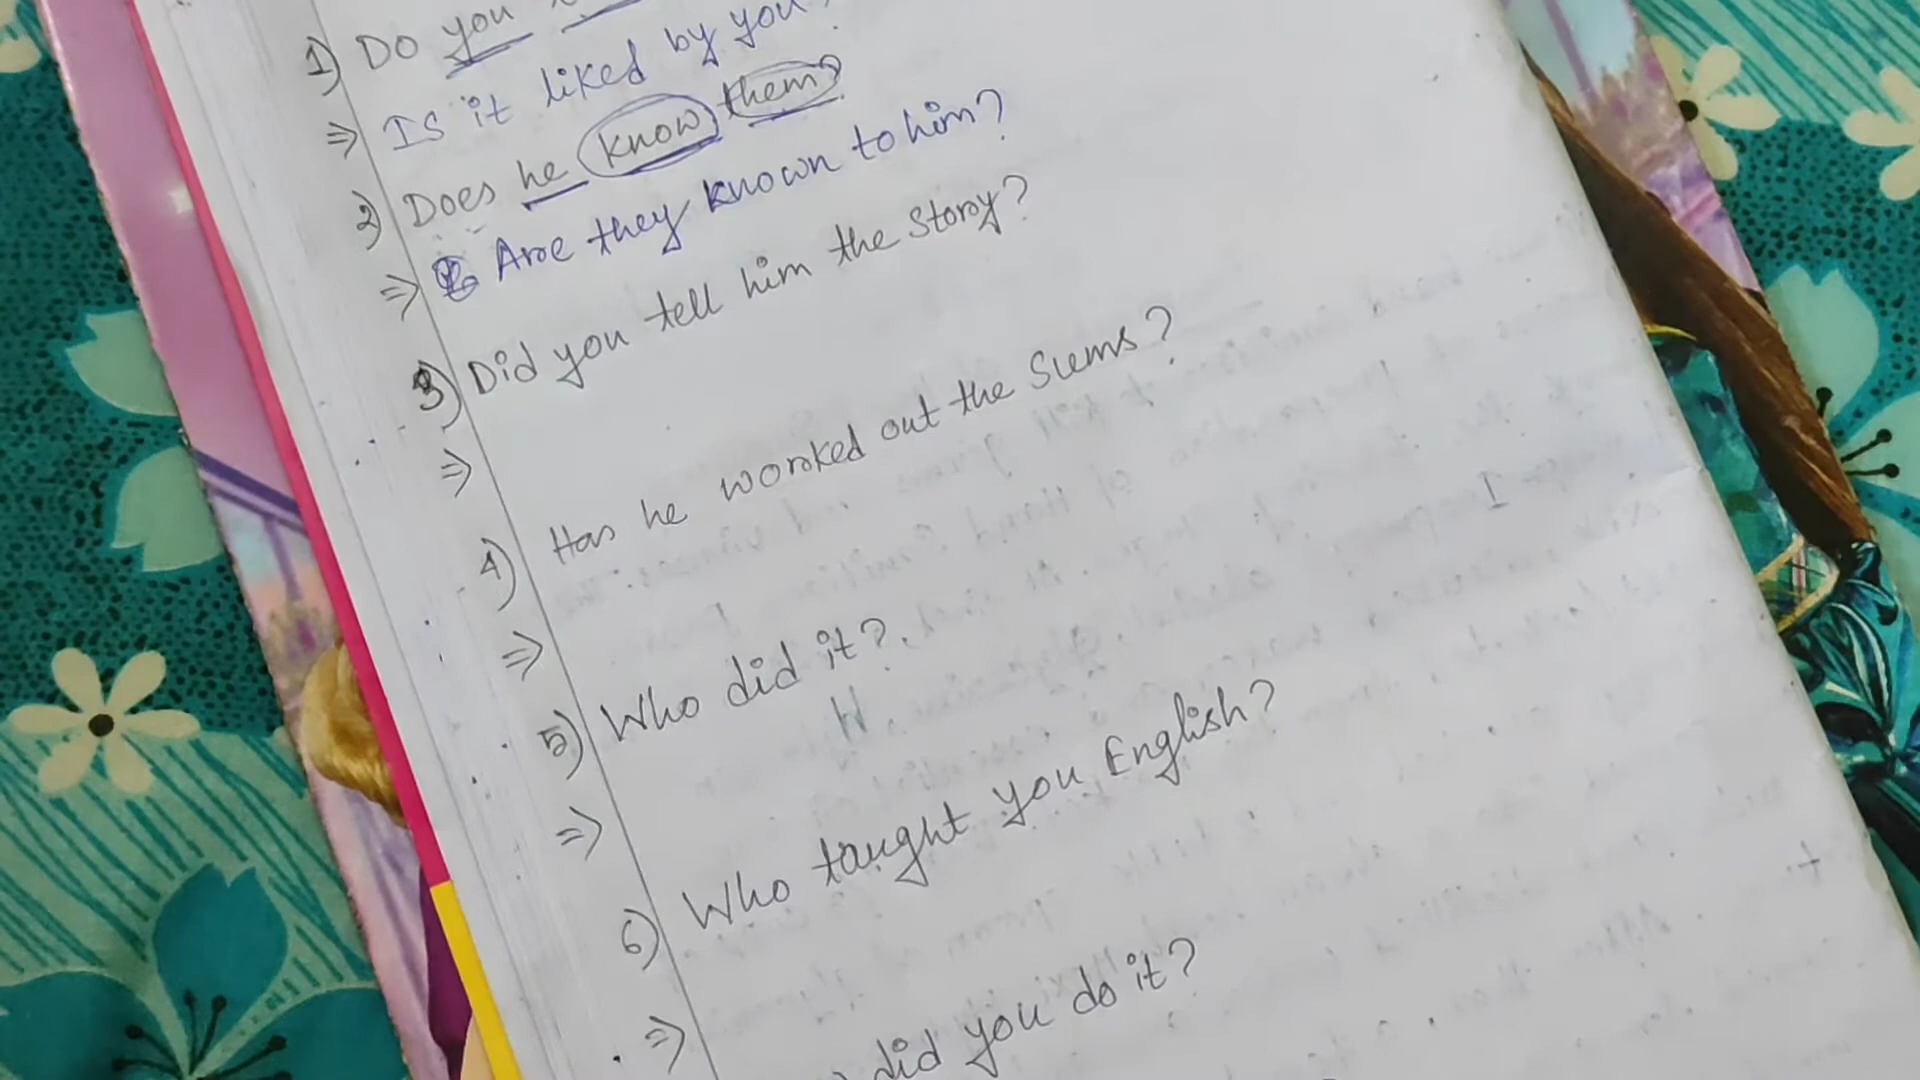 1) Do you
=> Is it liked by you?
2) Does he know them?
=> Are they known to him?
3) Did you tell him the Story?
=>
4) Has he worked out the Sums?
=>
5) Who did it?
=>
6) Who taught you English?
=>
did you do it?